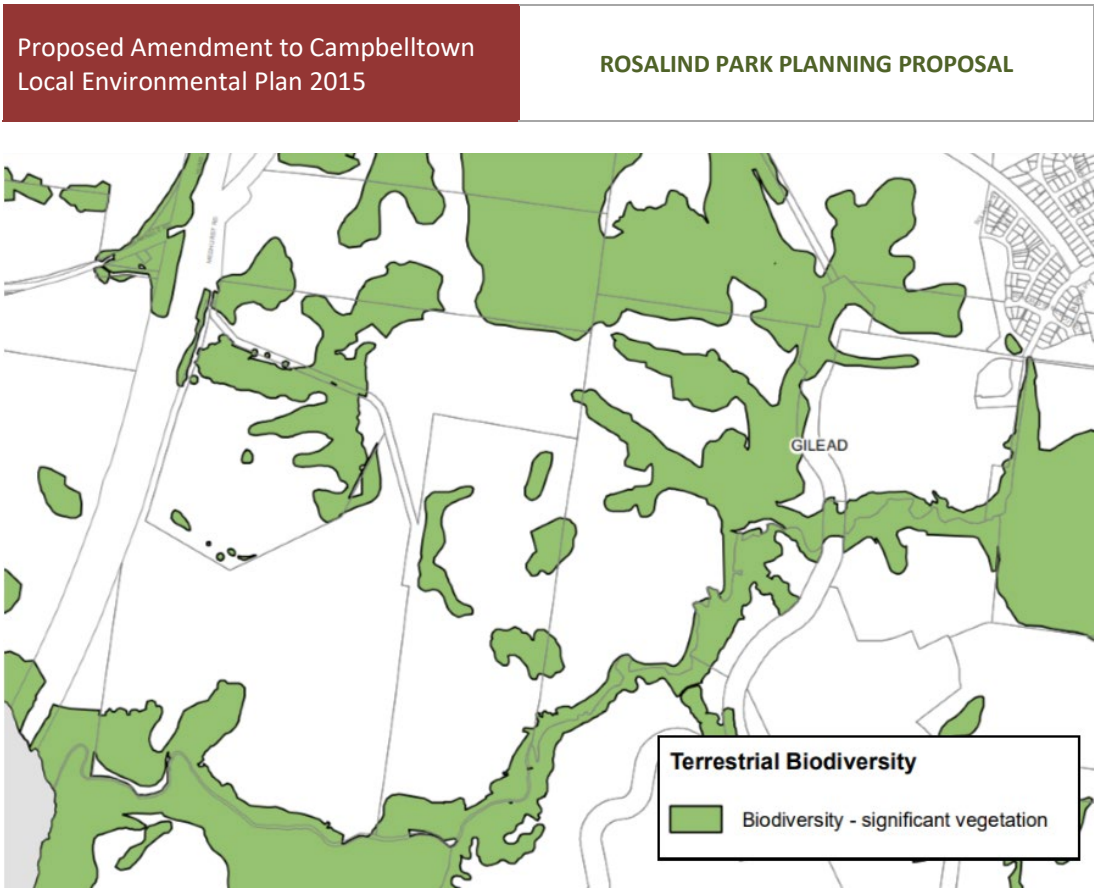 Proposed Amendment to Campbelltown
Local Environmental Plan 2015
ROSALIND PARK PLANNING PROPOSAL
GILEAD
Terrestrial Biodiversity
Biodiversity - significant vegetation